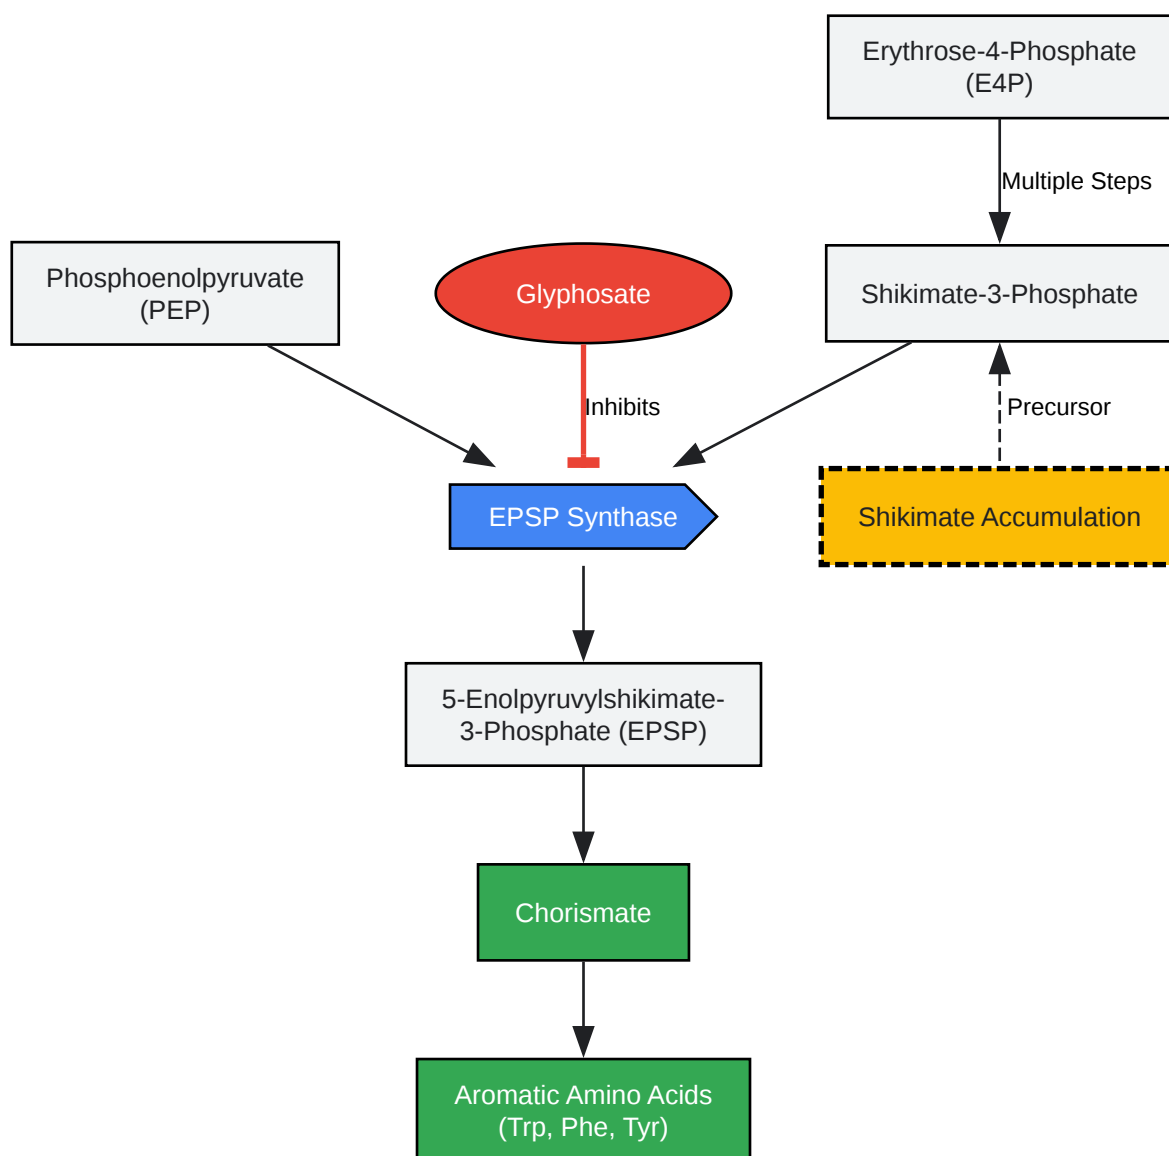 Erythrose-4-Phosphate
(E4P)
Multiple Steps
Phosphoenolpyruvate
(PEP)
Glyphosate
Shikimate-3-Phosphate
Inhibits
Precursor
EPSP Synthase
Shikimate Accumulation
5-Enolpyruvylshikimate-
3-Phosphate (EPSP)
Chorismate
Aromatic Amino Acids
(Trp, Phe, Tyr)